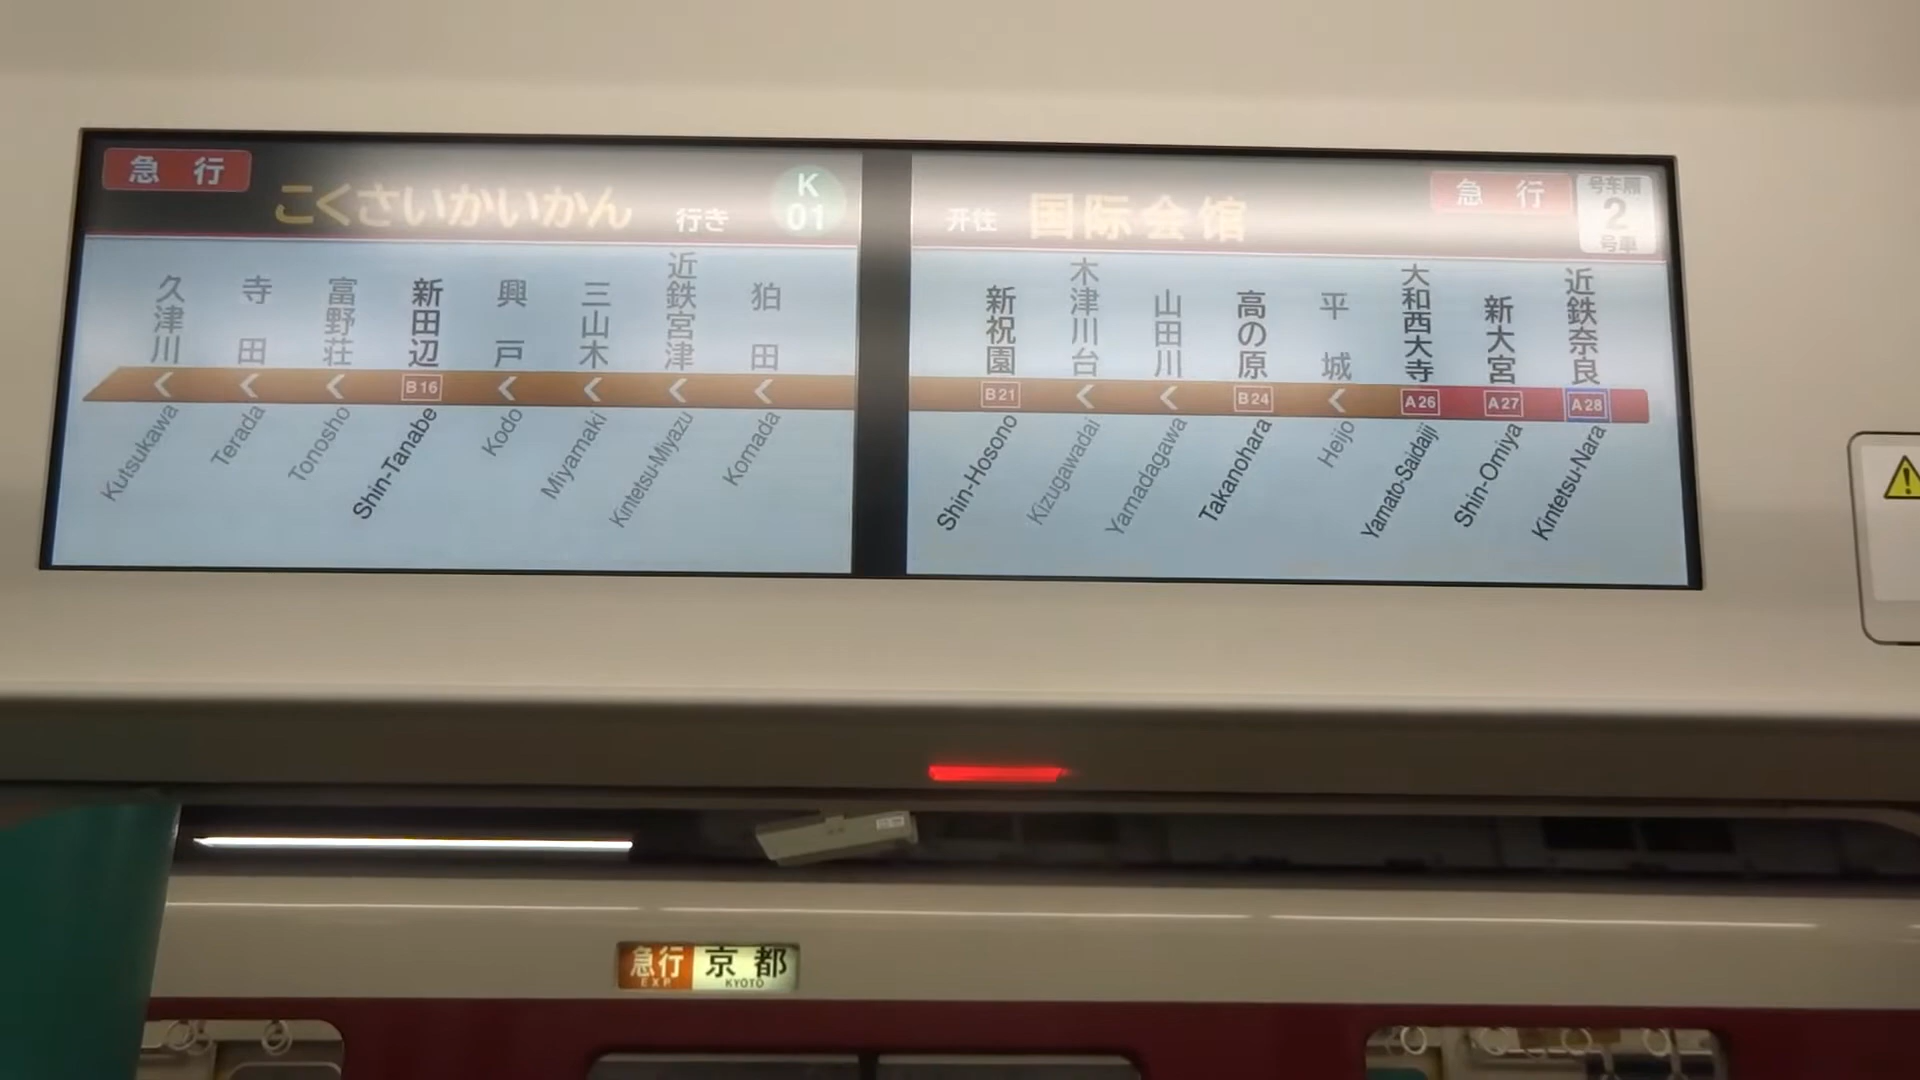 急行
こくさいかいかん 行き
K
01
久津川
寺田
富野荘
新田辺
興戸
三山木
近鉄宮津
狛田
B16
Kutsukawa
Terada
Tonosho
Shin-Tanabe
Kodo
Miyamaki
Kintetsu-Miyazu
Komada
开往 国际会馆
急行
号车厢
2
号車
新祝園
木津川台
山田川
高の原
平城
大和西大寺
新大宮
近鉄奈良
B21
B24
A26
A27
A28
Shin-Hosono
Kizugawadai
Yamadagawa
Takanohara
Heijo
Yamato-Saidaiji
Shin-Omiya
Kintetsu-Nara
急行 京都
EXP. KYOTO